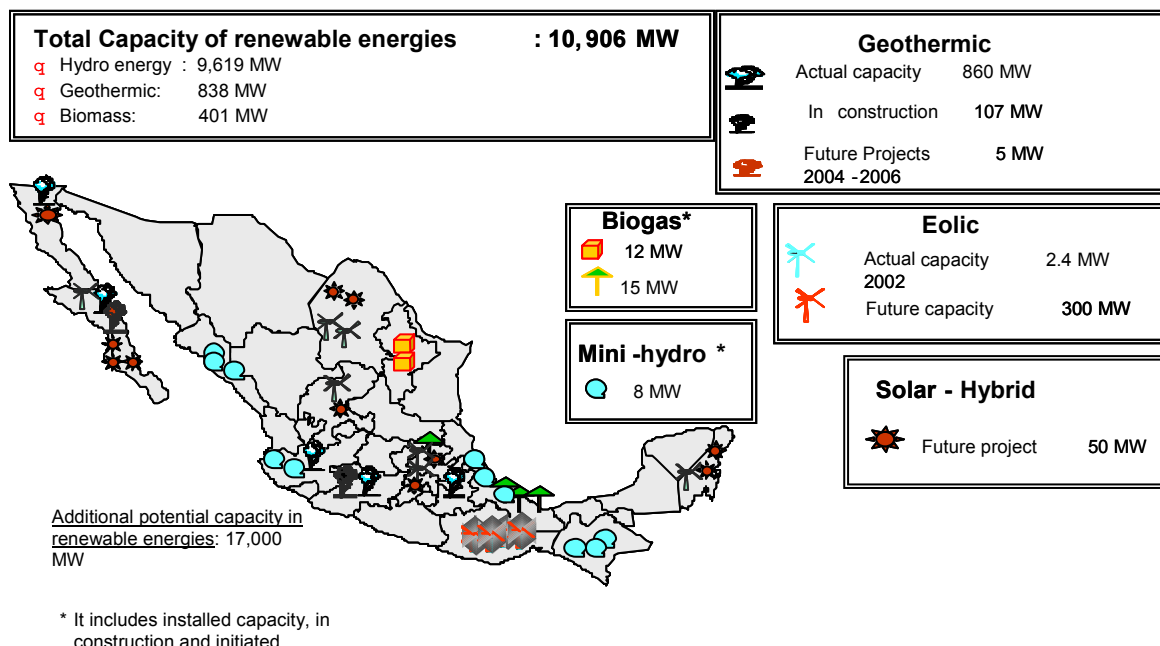 Total Capacity of renewable energies : 10,906 MW
q Hydro energy : 9,619 MW
q Geothermic: 838 MW
q Biomass: 401 MW
Geothermic
Actual capacity 860 MW
In construction 107 MW
Future Projects 5 MW
2004 -2006
Biogas*
12 MW
15 MW
Eolic
Actual capacity 2.4 MW
2002
Future capacity 300 MW
Mini -hydro *
8 MW
Solar - Hybrid
Future project 50 MW
Additional potential capacity in
renewable energies: 17,000
MW
* It includes installed capacity, in
construction and initiated